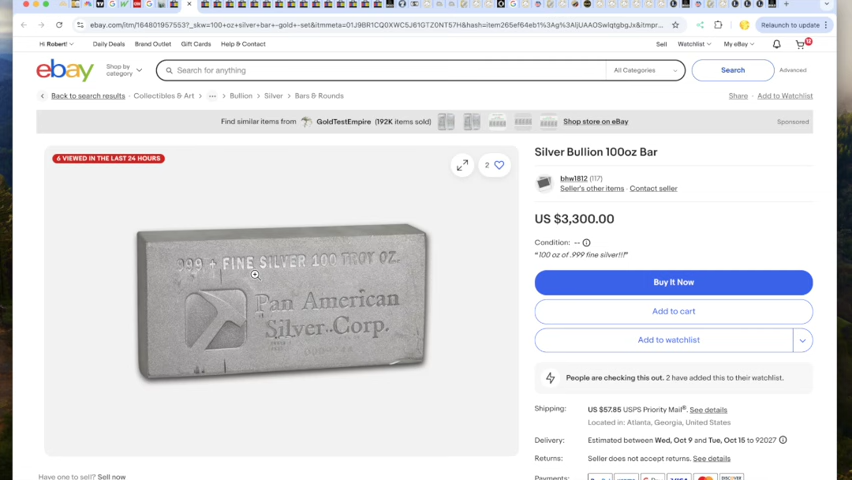 ebay.com/itm/164801957553?_skw=100+oz+silver+bar+-gold+-set&itmmeta=01J9BR1CQ0XWC5J61GTZ0NT57H&hash=item265ef64eb1%3Ag%3AljUAAOSwlqtgbgJx&itmprp=...
Relaunch to update
Hi Robert!
Daily Deals
Brand Outlet
Gift Cards
Help & Contact
Sell
Watchlist
My eBay
ebay
Shop by
category
Search for anything
All Categories
Search
Advanced
Back to search results
Collectibles & Art
...
Bullion
Silver
Bars & Rounds
Share
Add to Watchlist
Find similar items from
GoldTestEmpire (192K items sold)
Shop store on eBay
Sponsored
6 VIEWED IN THE LAST 24 HOURS
2
999 + FINE SILVER 100 TROY OZ.
Pan American
Silver Corp.
Silver Bullion 100oz Bar
bhw1812 (117)
Seller's other items
Contact seller
US $3,300.00
Condition: --
"100 oz of .999 fine silver!!!"
Buy It Now
Add to cart
Add to watchlist
People are checking this out. 2 have added this to their watchlist.
Shipping:
US $57.85 USPS Priority Mail®. See details
Located in: Atlanta, Georgia, United States
Delivery:
Estimated between Wed, Oct 9 and Tue, Oct 15 to 92027
Returns:
Seller does not accept returns. See details
Payments:
VISA
DISCOVER
Have one to sell? Sell now